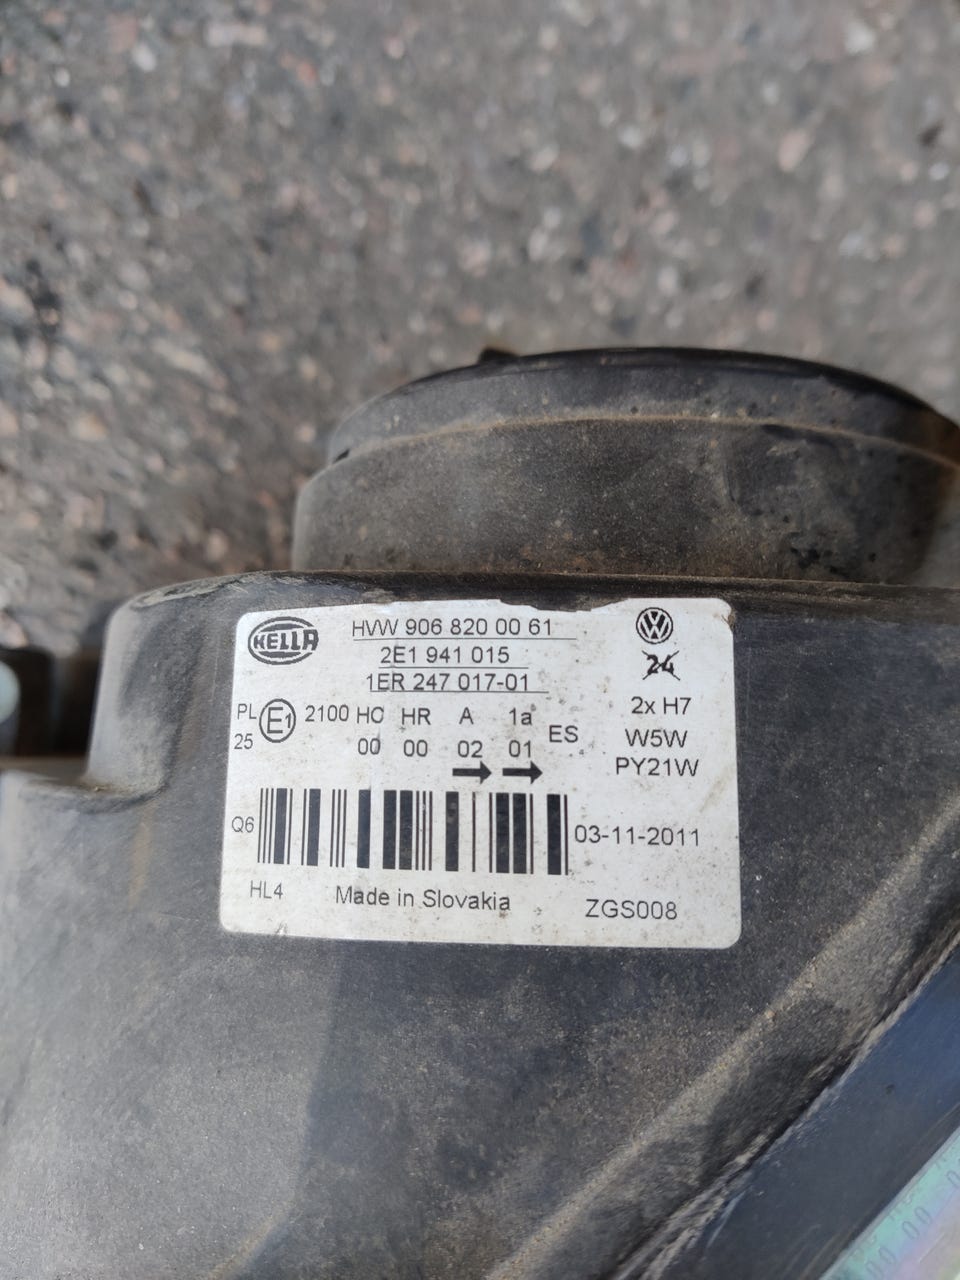 HELLA
HVW 906 820 00 61
2E1 941 015
1ER 247 017-01
24
2x H7
W5W
PY21W
PL
25
E1
2100 HC HR A 1a
00 00 02 01
ES
Q6
03-11-2011
HL4
Made in Slovakia
ZGS008